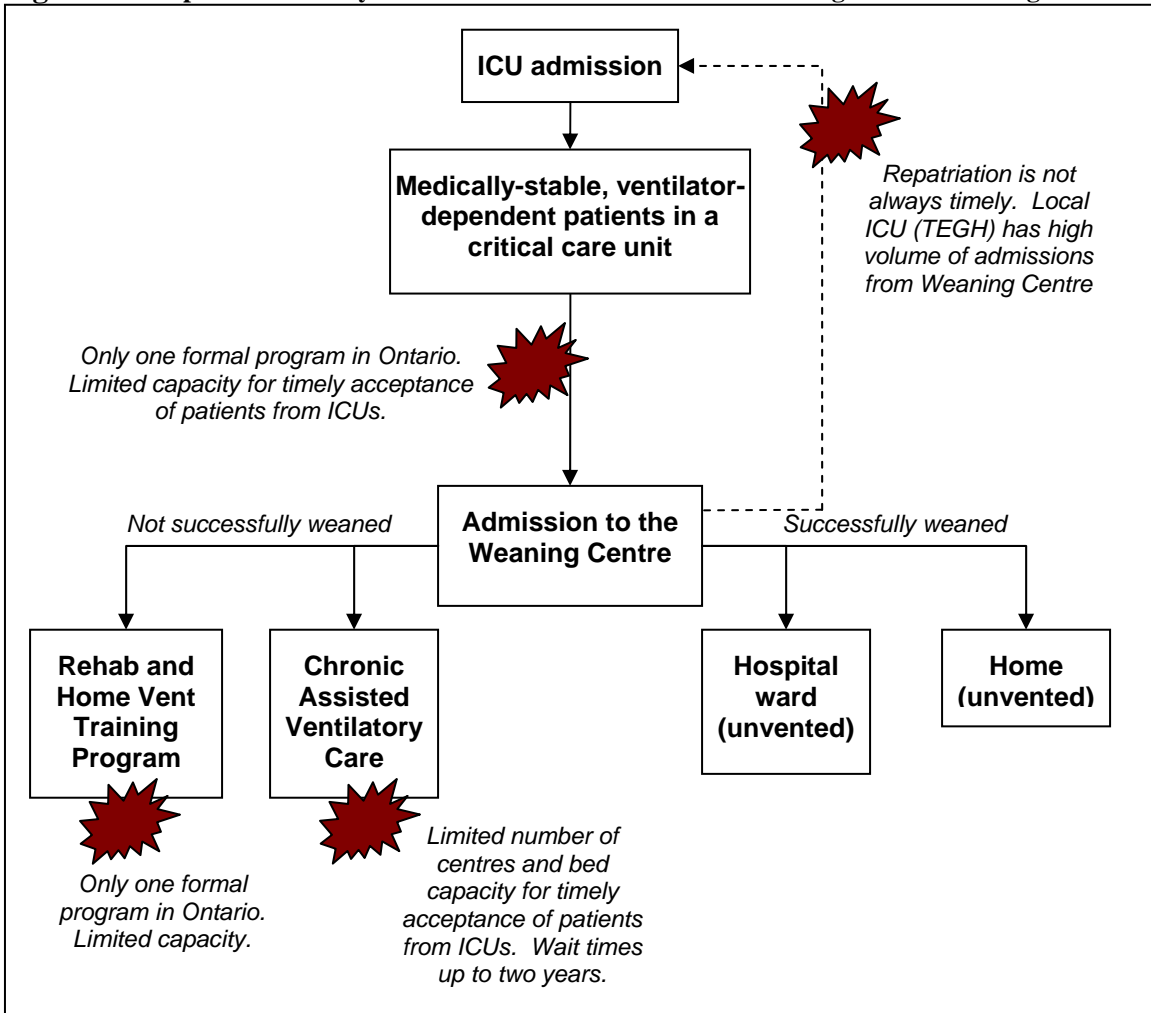 ICU admission
Medically-stable, ventilator-
dependent patients in a
critical care unit
Repatriation is not
always timely. Local
ICU (TEGH) has high
volume of admissions
from Weaning Centre
Only one formal program in Ontario.
Limited capacity for timely acceptance
of patients from ICUs.
Admission to the
Weaning Centre
Not successfully weaned
Successfully weaned
Rehab and
Home Vent
Training
Program
Chronic
Assisted
Ventilatory
Care
Hospital
ward
(unvented)
Home
(unvented)
Only one formal
program in Ontario.
Limited capacity.
Limited number of
centres and bed
capacity for timely
acceptance of patients
from ICUs. Wait times
up to two years.